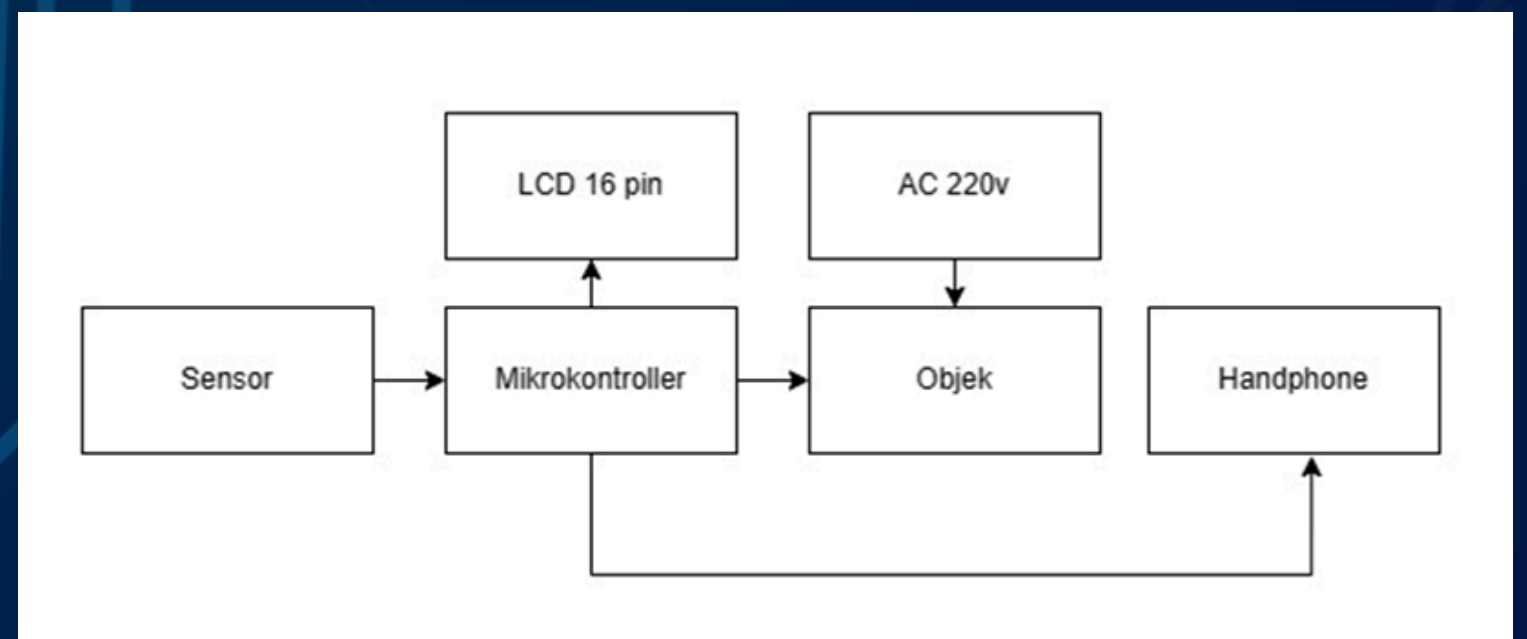 LCD 16 pin
AC 220v
Sensor
Mikrokontroller
Objek
Handphone